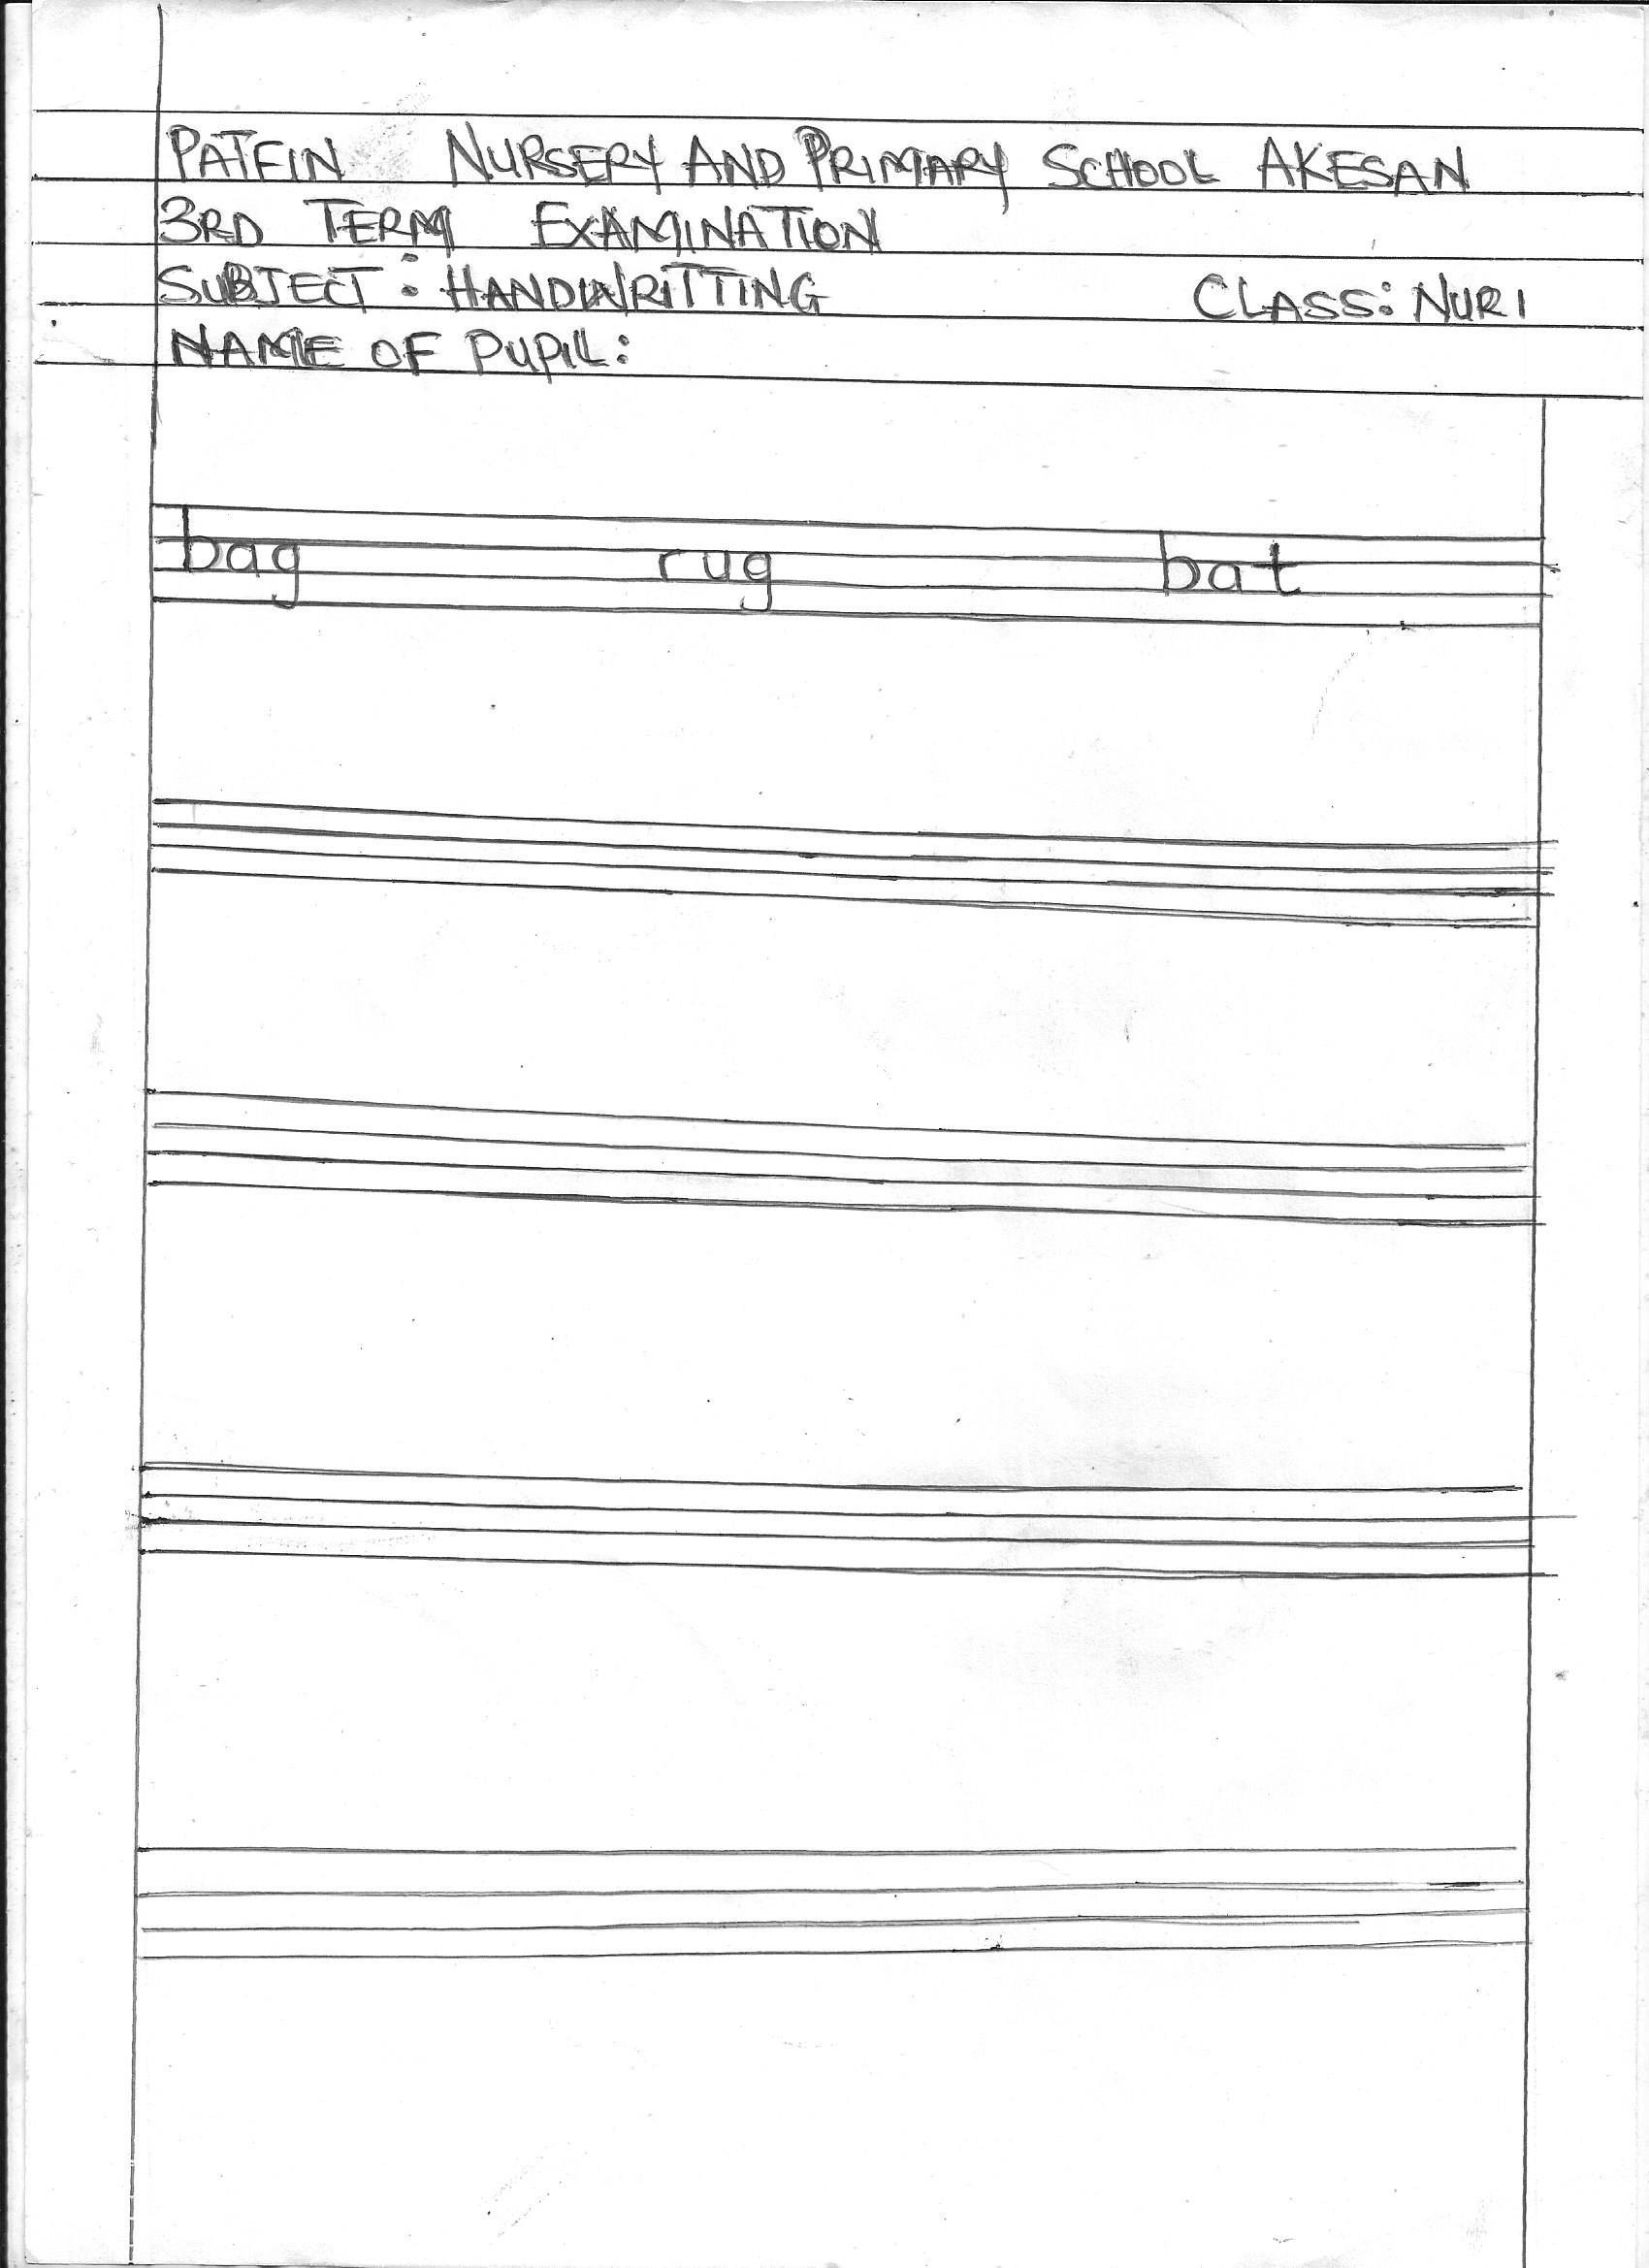 PATFIN NURSERY AND PRIMARY SCHOOL AKESAN
3RD TERM EXAMINATION
SUBJECT: HANDWRITTING CLASS: NUR 1
NAME OF PUPIL:
bag rug bat